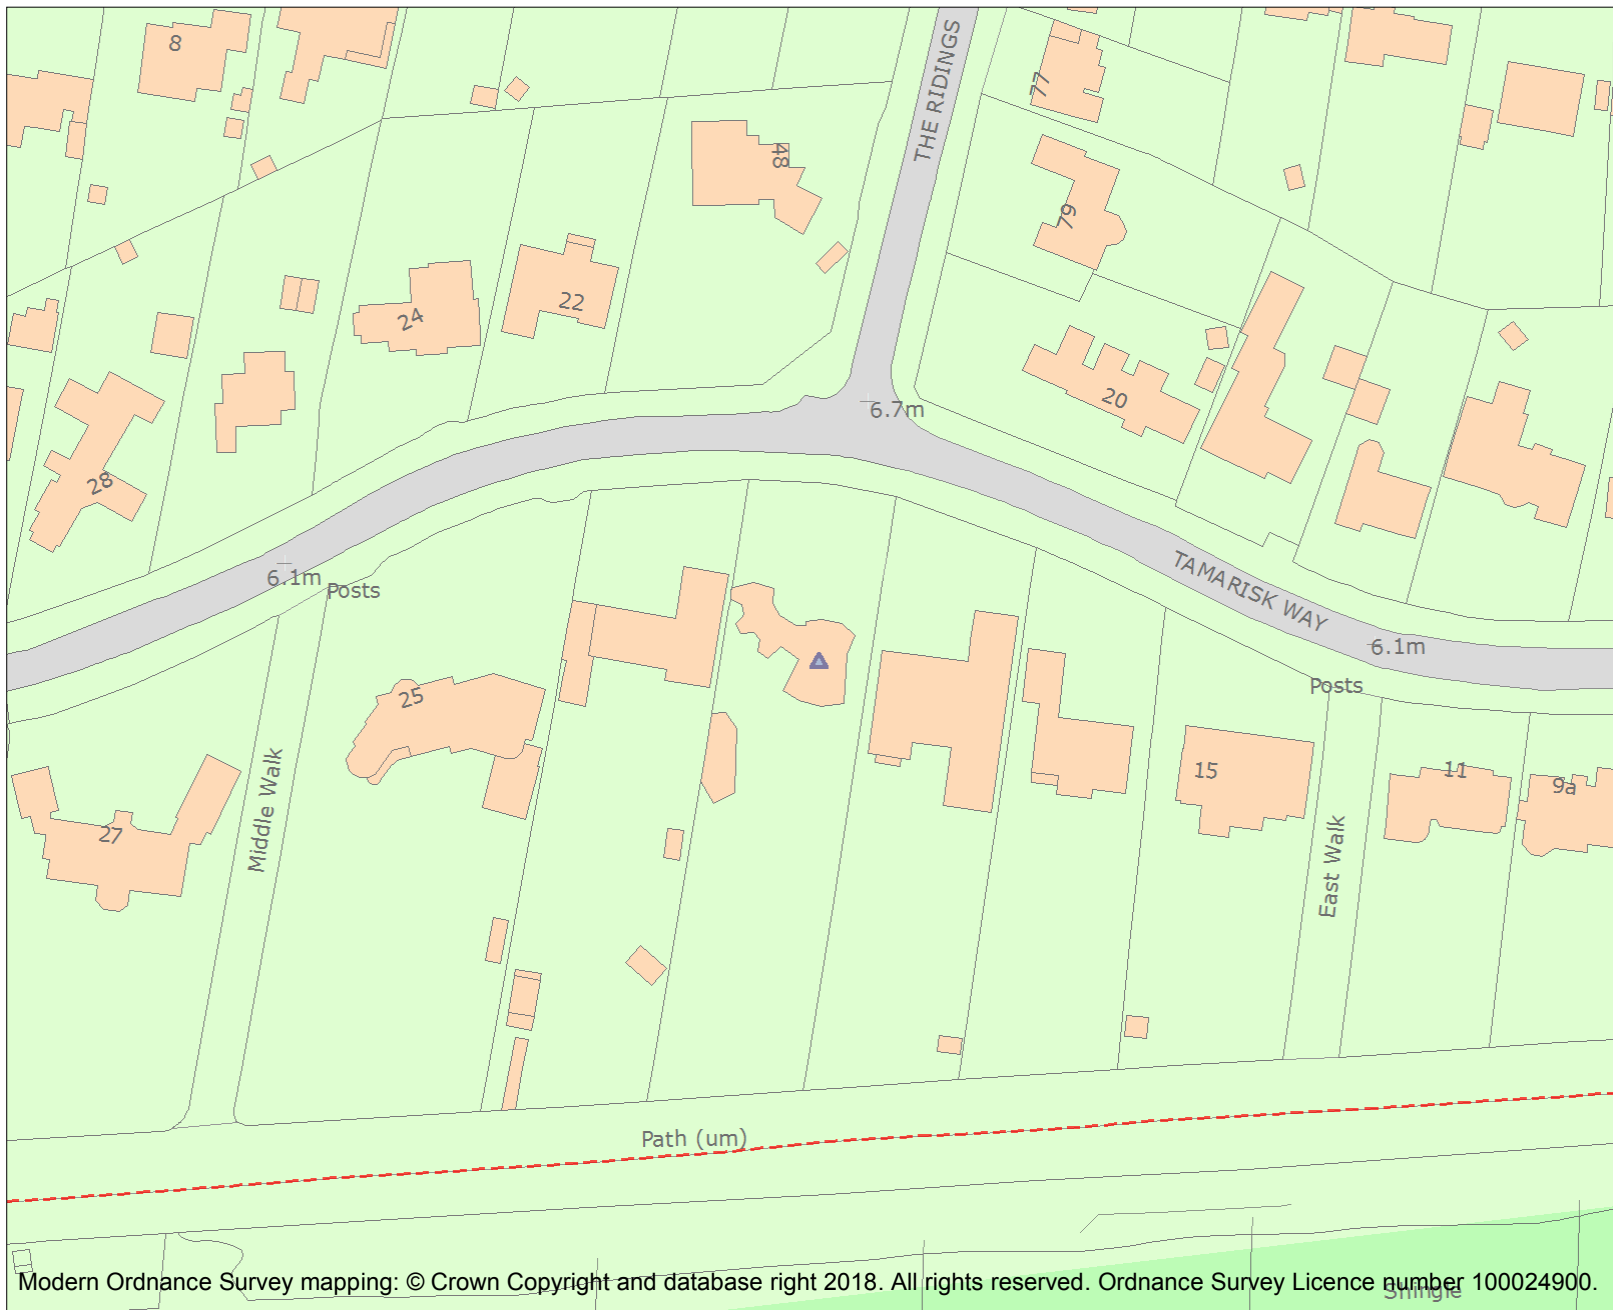 8
THE RIDINGS
77
48
79
22
24
20
6.7m
28
6.1m
Posts
TAMARISK WAY
6.1m
Posts
25
15
11
9a
27
Middle Walk
East Walk
Path (um)
Shingle
Modern Ordnance Survey mapping: © Crown Copyright and database right 2018. All rights reserved. Ordnance Survey Licence number 100024900.